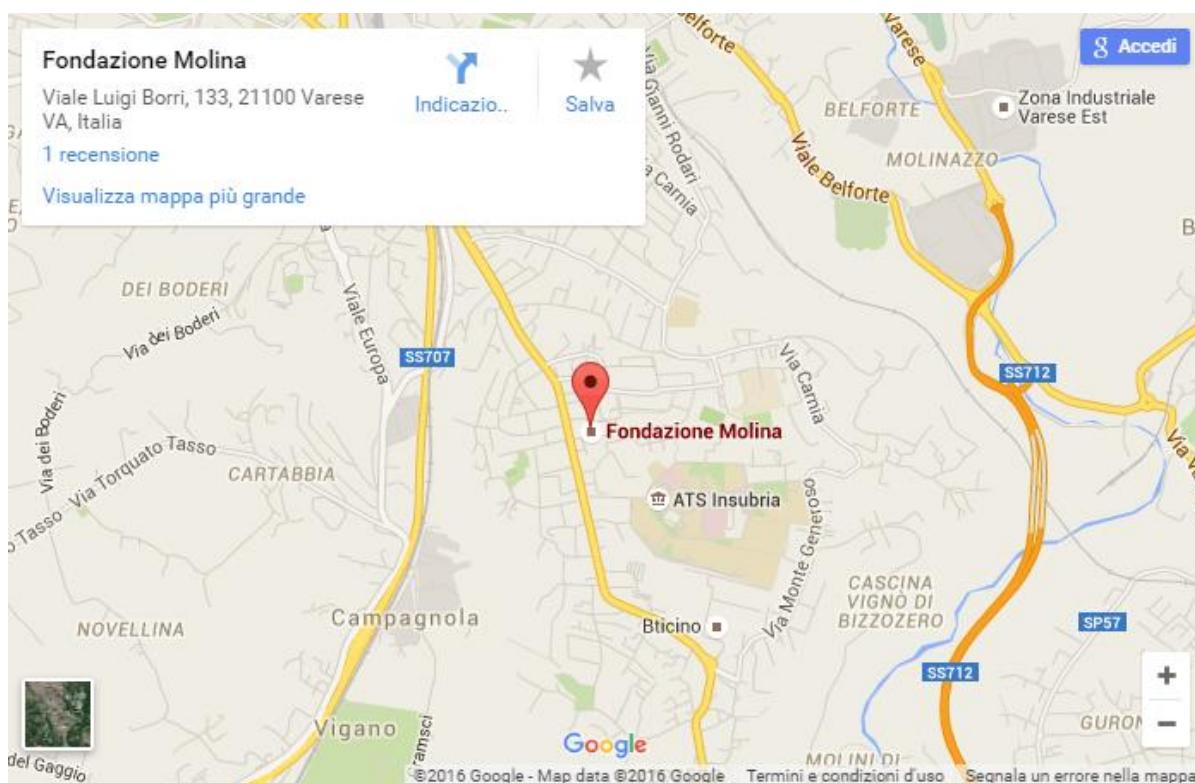 Fondazione Molina
Viale Luigi Borri, 133, 21100 Varese
VA, Italia
1 recensione
Visualizza mappa più grande
Indicazio..
Salva
Accedi
Zona Industriale
Varese Est
BELFORTE
MOLINAZZO
Varese
Belforte
Viale Belforte
Via Gianni Rodari
Carnia
DEI BODERI
Via dei Boderi
Viale Europa
SS707
SS712
Via Carnia
Fondazione Molina
Via dei Boderi
Via Torquato Tasso
Tasso
CARTABBIA
ATS Insubria
Via Monte Generoso
CASCINA
VIGNO DI
BIZZOZERO
Campagnola
NOVELLINA
Bticino
SP57
SS712
Vigano
del Gaggio
Google
MOLINI DI
©2016 Google - Map data ©2016 Google
Termini e condizioni d'uso
Segnala un errore nella mappa
+
−